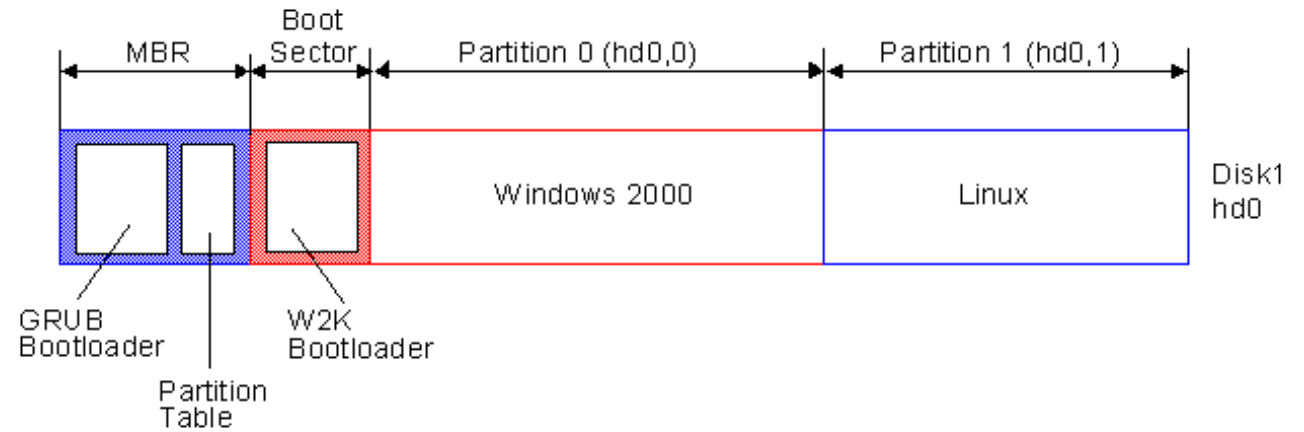 Boot
MBR
Sector
Partition 0 (hd0,0)
Partition 1 (hd0,1)
Windows 2000
Linux
Disk1
hd0
GRUB
Bootloader
W2K
Bootloader
Partition
Table